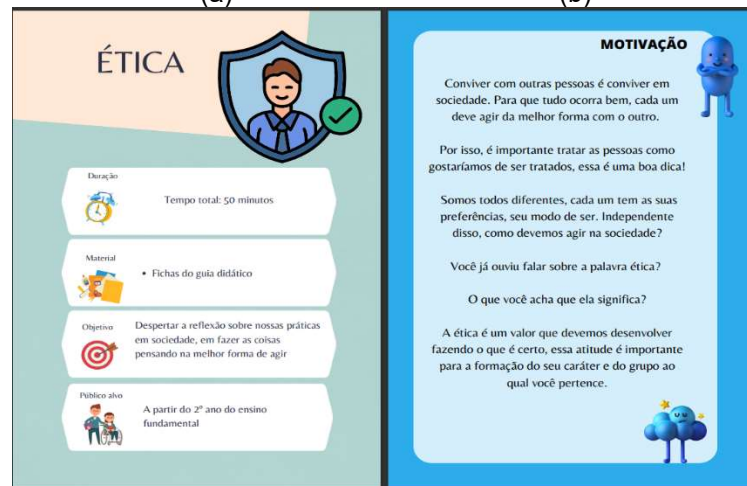 (a)
(b)
ÉTICA
Duração
Tempo total: 50 minutos
Material
• Fichas do guia didático
Objetivo
Despertar a reflexão sobre nossas práticas
em sociedade, em fazer as coisas
pensando na melhor forma de agir
Público alvo
A partir do 2º ano do ensino
fundamental
MOTIVAÇÃO
Conviver com outras pessoas é conviver em
sociedade. Para que tudo ocorra bem, cada um
deve agir da melhor forma com o outro.
Por isso, é importante tratar as pessoas como
gostaríamos de ser tratados, essa é uma boa dica!
Somos todos diferentes, cada um tem as suas
preferências, seu modo de ser. Independente
disso, como devemos agir na sociedade?
Você já ouviu falar sobre a palavra ética?
O que você acha que ela significa?
A ética é um valor que devemos desenvolver
fazendo o que é certo, essa atitude é importante
para a formação do seu caráter e do grupo ao
qual você pertence.